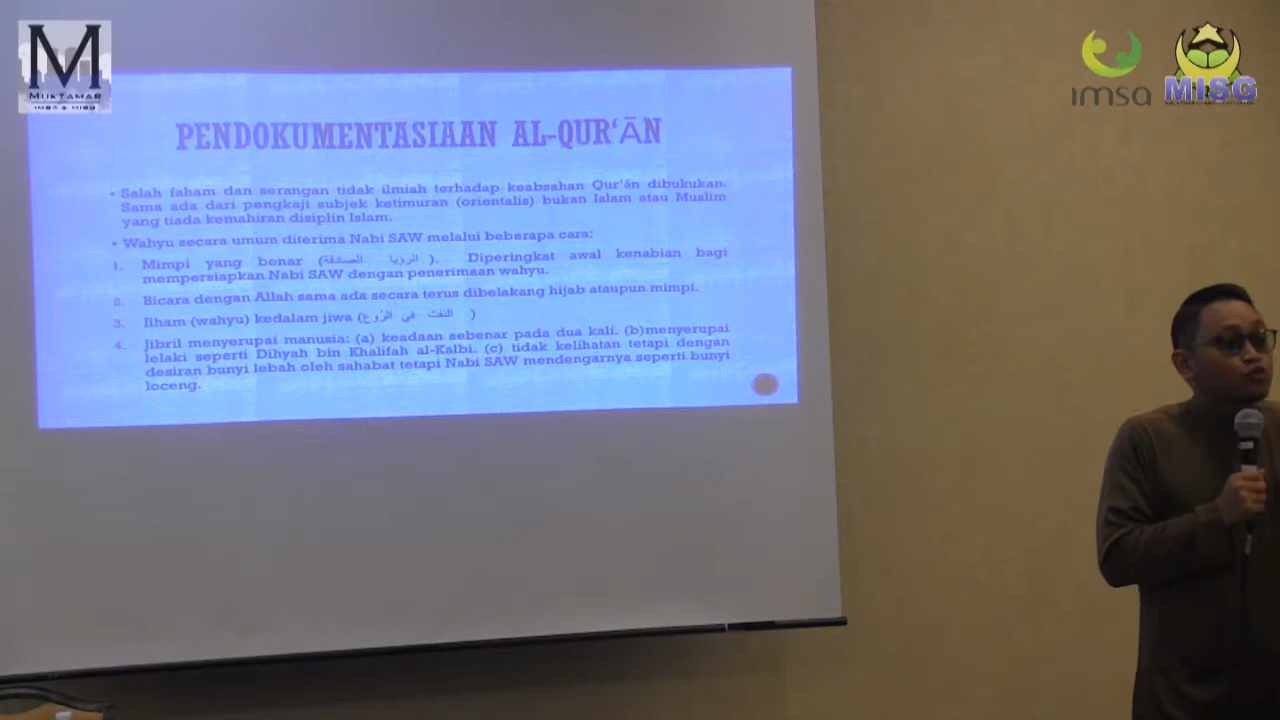 M
MUKTAMAR
IMSA & MISG
imsa
MISG
PENDOKUMENTASIAAN AL-QUR‘ĀN
• Salah faham dan serangan tidak ilmiah terhadap keabsahan Qur‘ān dibukukan.
Sama ada dari pengkaji subjek ketimuran (orientalis) bukan Islam atau Muslim
yang tiada kemahiran disiplin Islam.
• Wahyu secara umum diterima Nabi SAW melalui beberapa cara:
1. Mimpi yang benar (الرؤيا الصادقة). Diperingkat awal kenabian bagi
mempersiapkan Nabi SAW dengan penerimaan wahyu.
2. Bicara dengan Allah sama ada secara terus dibelakang hijab ataupun mimpi.
3. Ilham (wahyu) kedalam jiwa (النفث في الرُوع )
4. Jibril menyerupai manusia: (a) keadaan sebenar pada dua kali. (b)menyerupai
lelaki seperti Dihyah bin Khalifah al-Kalbi. (c) tidak kelihatan tetapi dengan
desiran bunyi lebah oleh sahabat tetapi Nabi SAW mendengarnya seperti bunyi
loceng.